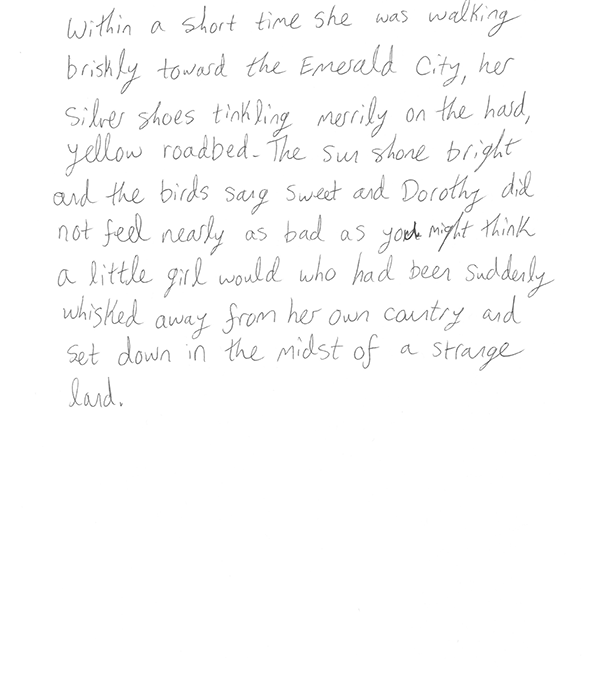 Within a short time she was walking
briskly toward the Emerald City, her
Silver shoes tinkling merrily on the hard,
yellow roadbed. The sun shone bright
and the birds sang sweet and Dorothy did
not feel nearly as bad as you might think
a little girl would who had been suddenly
whisked away from her own country and
set down in the midst of a strange
land.